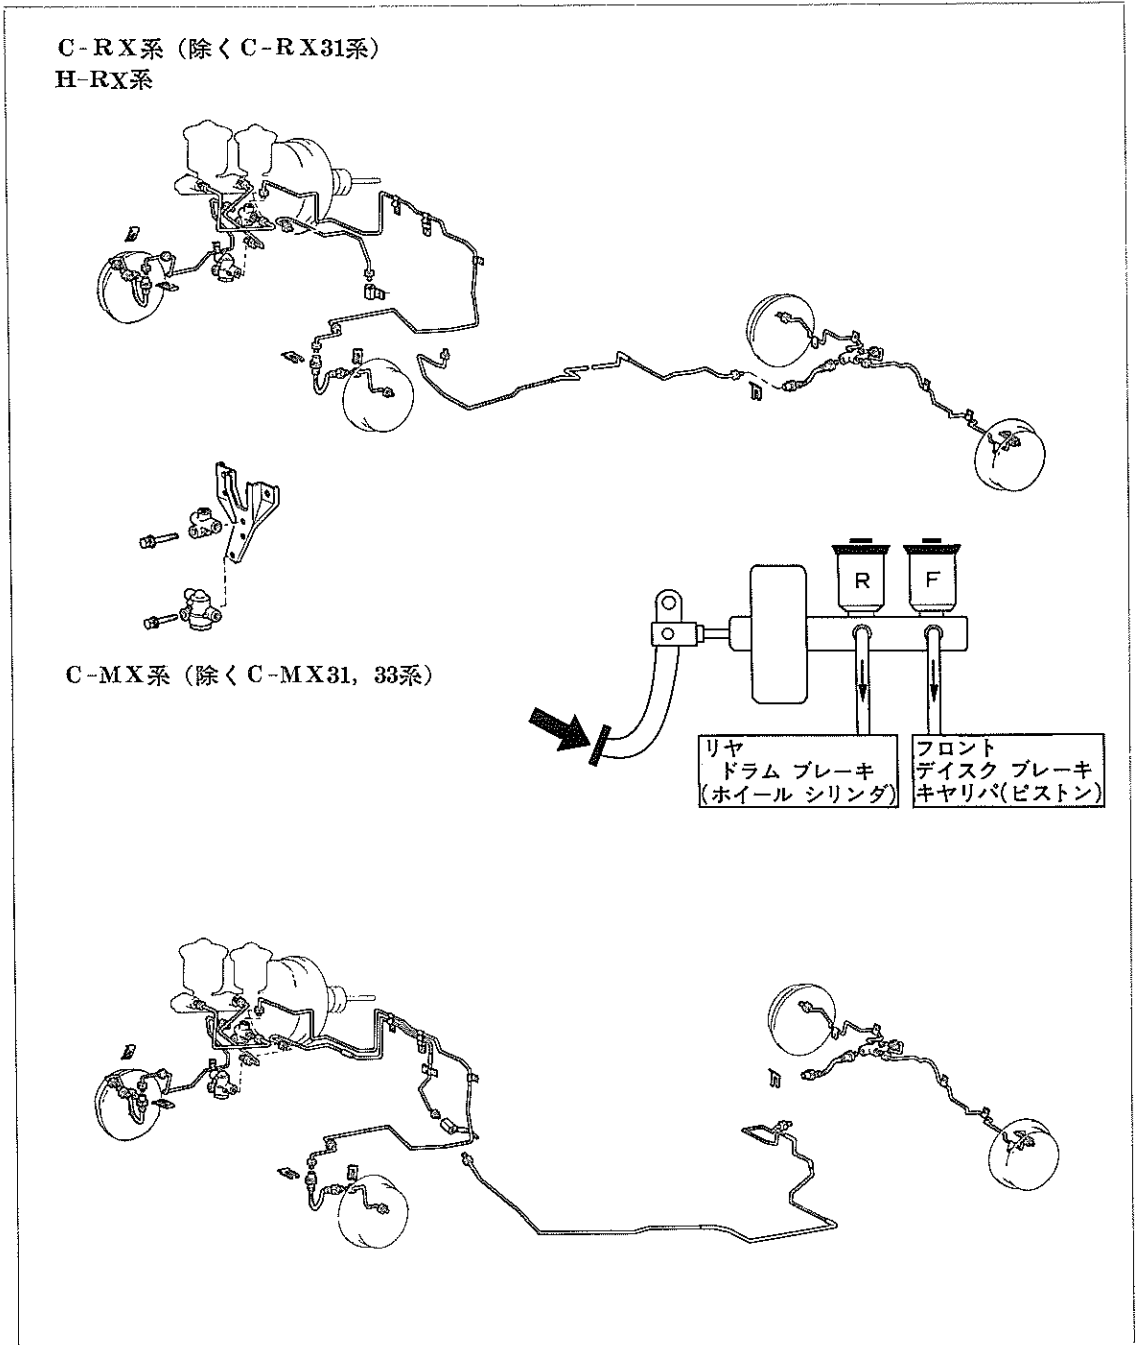 C-RX系 (除くC-RX31系)
H-RX系
R
F
C-MX系 (除くC-MX31, 33系)
リヤ
ドラム ブレーキ
(ホイール シリンダ)
フロント
デイスク ブレーキ
キヤリパ(ピストン)